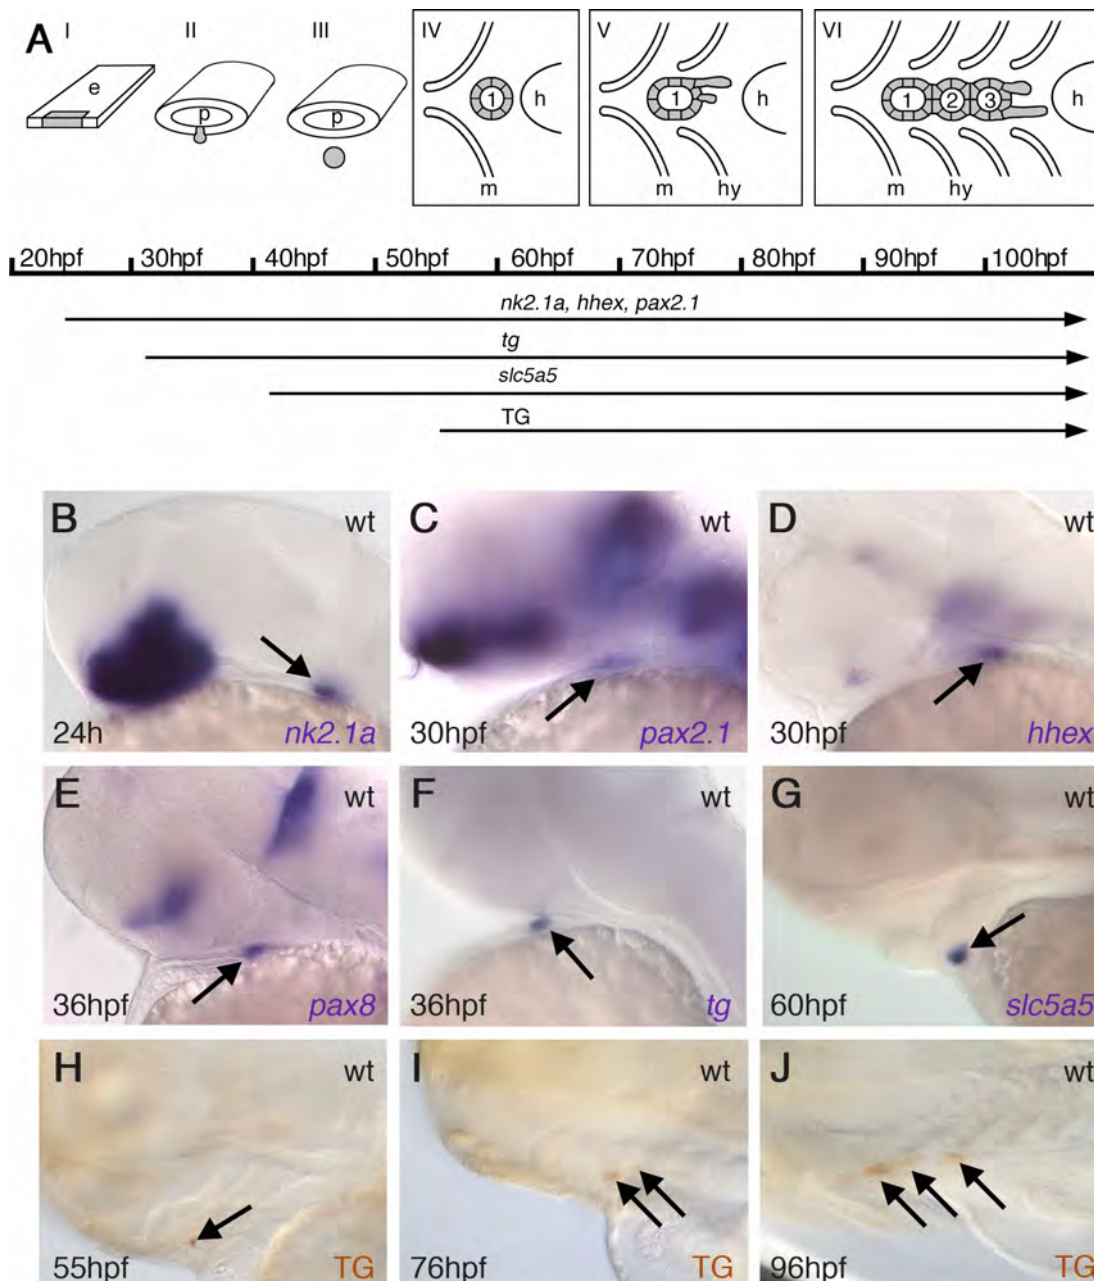 A I II III IV V VI
e p p 1 h 1 h 1 2 3 h
m m hy m hy
20hpf 30hpf 40hpf 50hpf 60hpf 70hpf 80hpf 90hpf 100hpf
nk2.1a, hhex, pax2.1
tg
slc5a5
TG
B wt C wt D wt
24h nk2.1a 30hpf pax2.1 30hpf hhex
E wt F wt G wt
36hpf pax8 36hpf tg 60hpf slc5a5
H wt I wt J wt
55hpf TG 76hpf TG 96hpf TG